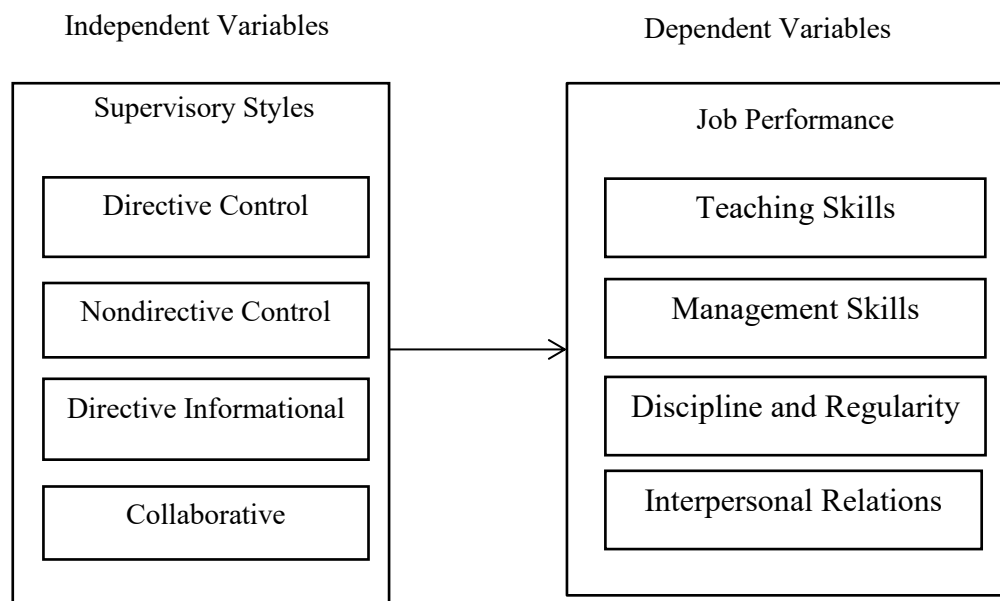 Independent Variables
Dependent Variables
Supervisory Styles
Directive Control
Nondirective Control
Directive Informational
Collaborative
Job Performance
Teaching Skills
Management Skills
Discipline and Regularity
Interpersonal Relations